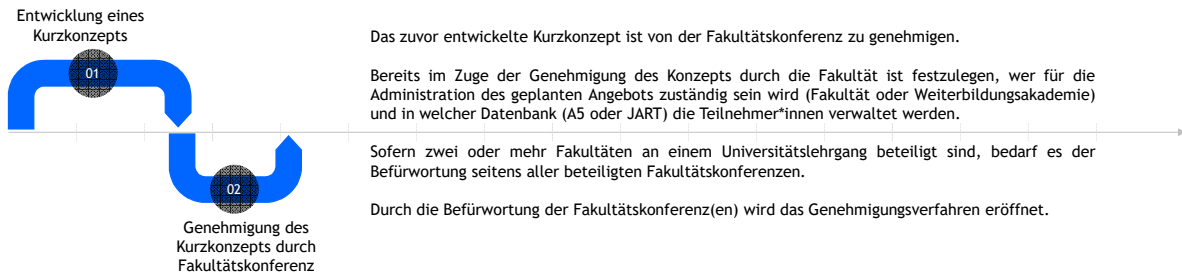 Entwicklung eines
Kurzkonzepts
01
02
Genehmigung des
Kurzkonzepts durch
Fakultätskonferenz
Das zuvor entwickelte Kurzkonzept ist von der Fakultätskonferenz zu genehmigen.
Bereits im Zuge der Genehmigung des Konzepts durch die Fakultät ist festzulegen, wer für die
Administration des geplanten Angebots zuständig sein wird (Fakultät oder Weiterbildungsakademie)
und in welcher Datenbank (A5 oder JART) die Teilnehmer*innen verwaltet werden.
Sofern zwei oder mehr Fakultäten an einem Universitätslehrgang beteiligt sind, bedarf es der
Befürwortung seitens aller beteiligten Fakultätskonferenzen.
Durch die Befürwortung der Fakultätskonferenz(en) wird das Genehmigungsverfahren eröffnet.